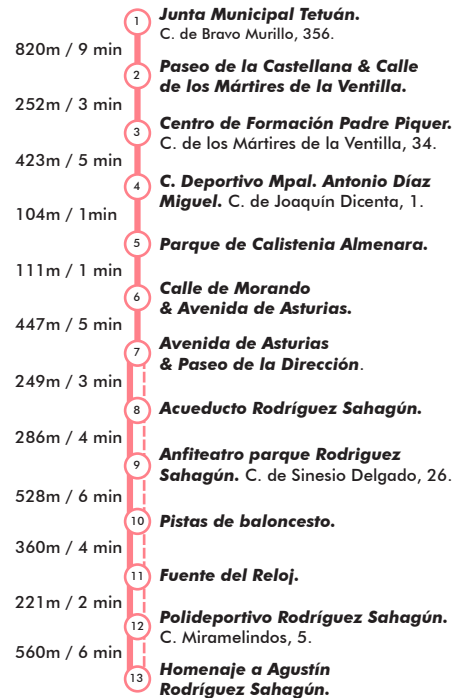 1
Junta Municipal Tetuán.
C. de Bravo Murillo, 356.
820m / 9 min
2
Paseo de la Castellana & Calle
de los Mártires de la Ventilla.
252m / 3 min
3
Centro de Formación Padre Piquer.
C. de los Mártires de la Ventilla, 34.
423m / 5 min
4
C. Deportivo Mpal. Antonio Díaz
Miguel. C. de Joaquín Dicenta, 1.
104m / 1min
5
Parque de Calistenia Almenara.
111m / 1 min
6
Calle de Morando
& Avenida de Asturias.
447m / 5 min
7
Avenida de Asturias
& Paseo de la Dirección.
249m / 3 min
8
Acueducto Rodríguez Sahagún.
286m / 4 min
9
Anfiteatro parque Rodriguez
Sahagún. C. de Sinesio Delgado, 26.
528m / 6 min
10
Pistas de baloncesto.
360m / 4 min
11
Fuente del Reloj.
221m / 2 min
12
Polideportivo Rodríguez Sahagún.
C. Miramelindos, 5.
560m / 6 min
13
Homenaje a Agustín
Rodríguez Sahagún.